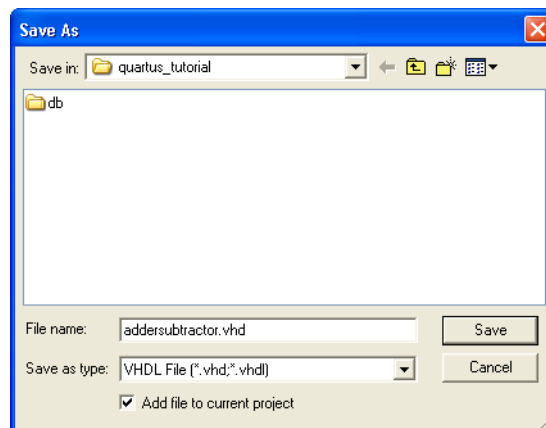 Save As
Save in: quartus_tutorial
db
File name: addersubtractor.vhd Save
Save as type: VHDL File (*.vhd;*.vhdl) Cancel
Add file to current project